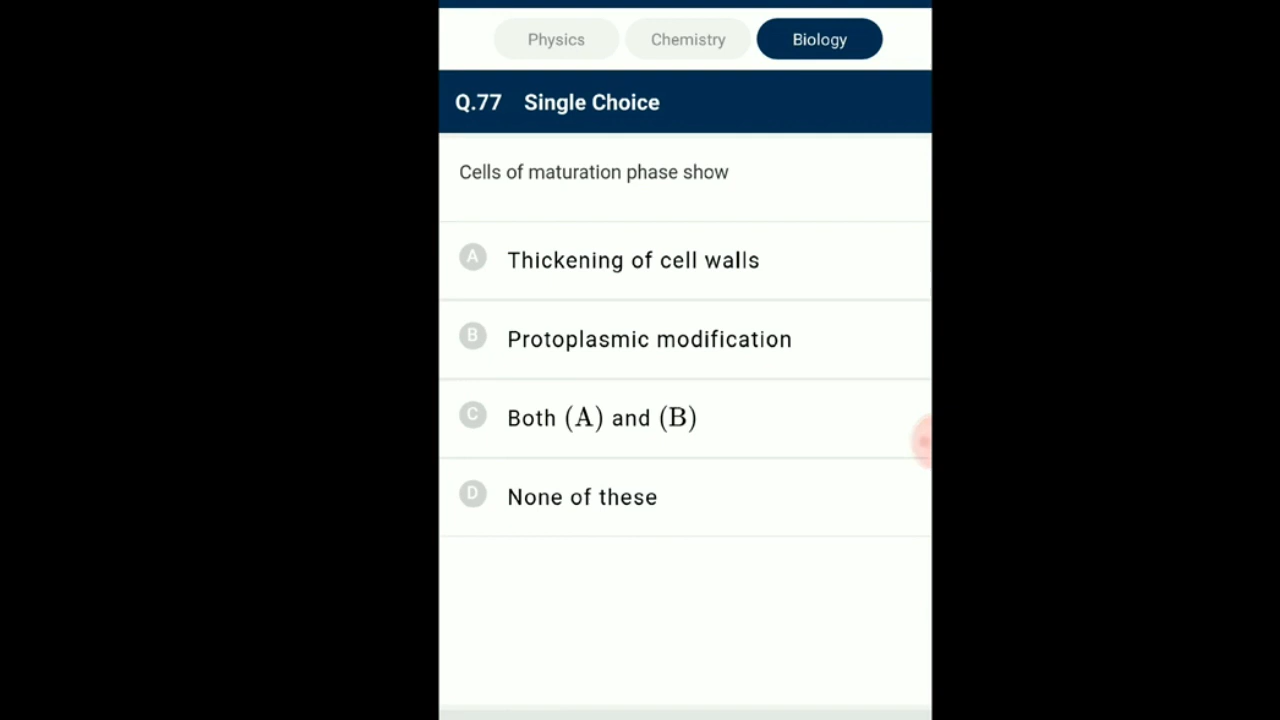 Physics Chemistry Biology
Q.77 Single Choice
Cells of maturation phase show
A Thickening of cell walls
B Protoplasmic modification
C Both (A) and (B)
D None of these